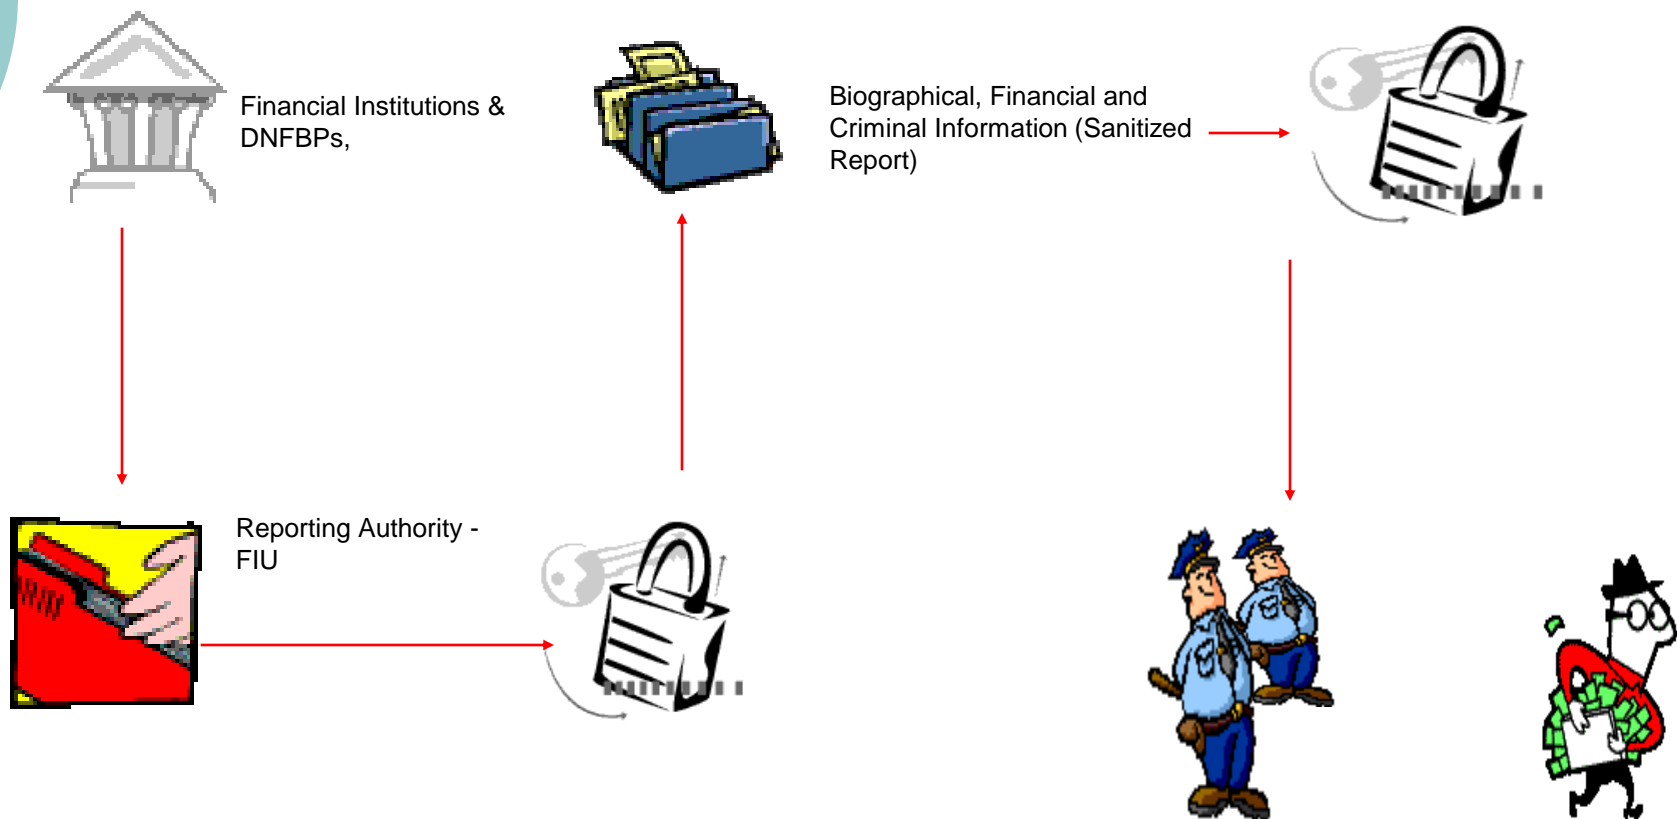 Financial Institutions &
DNFBPs,
Biographical, Financial and
Criminal Information (Sanitized
Report)
Reporting Authority -
FIU